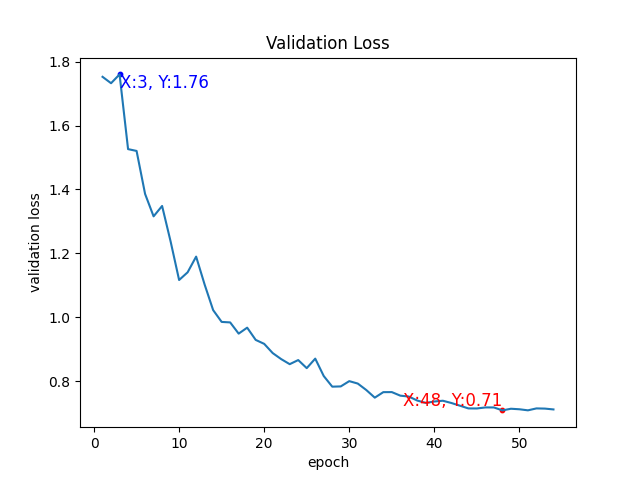 Validation Loss
1.8
1.6
1.4
1.2
1.0
0.8
validation loss
X:3, Y:1.76
X:48, Y:0.71
0 10 20 30 40 50
epoch